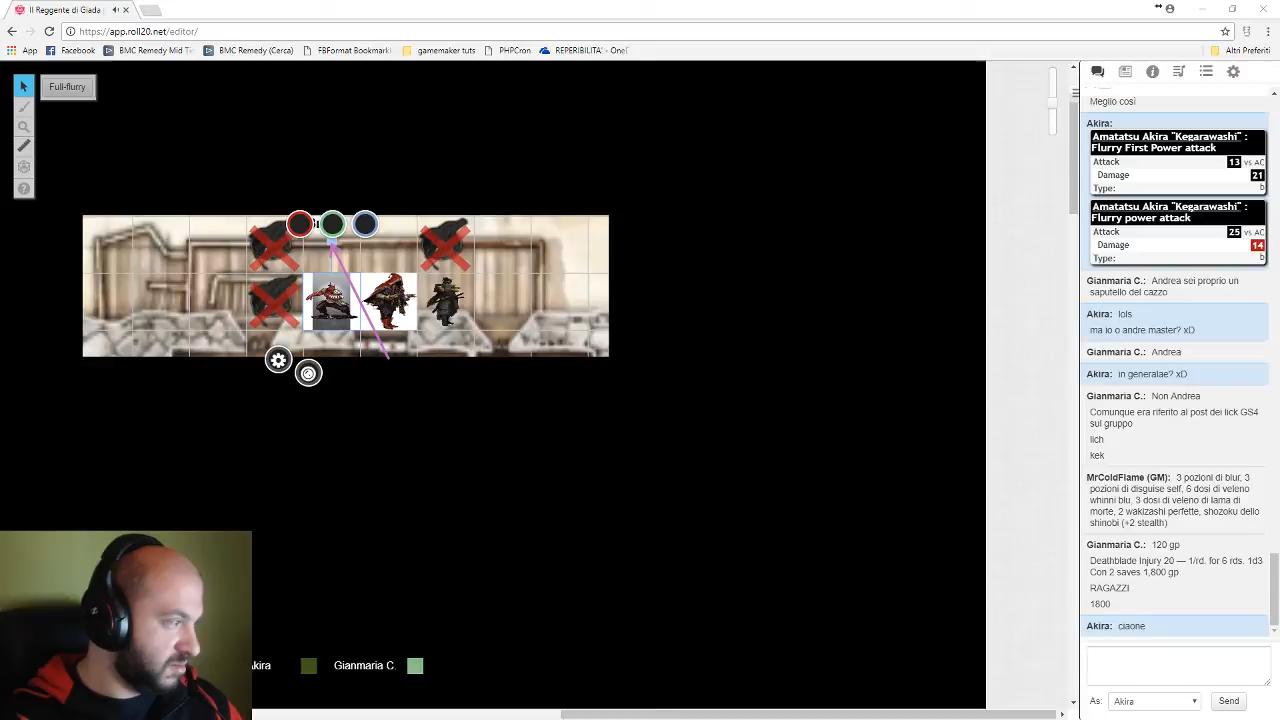 Il Reggente di Giada
https://app.roll20.net/editor/
App
Facebook
BMC Remedy Mid Ti
BMC Remedy (Cerca)
FBFormat Bookmarkl
gamemaker tuts
PHPCron
REPERIBILITA'
Altri Preferiti
Full-flurry
Meglio così
Akira:
Amatatsu Akira "Kegarawashi" :
Flurry First Power attack
Attack 13 vs AC
Damage 21
Type: b
Amatatsu Akira "Kegarawashi" :
Flurry power attack
Attack 25 vs AC
Damage 14
Type: b
Gianmaria C.: Andrea sei proprio un
saputello del cazzo
Akira: lols
ma io o andre master? xD
Gianmaria C.: Andrea
Akira: in generalae? xD
Gianmaria C.: Non Andrea
Comunque era riferito al post dei lick GS4
sul gruppo
lich
kek
MrColdFlame (GM): 3 pozioni di blur, 3
pozioni di disguise self, 6 dosi di veleno
whinni blu, 3 dosi di veleno di lama di
morte, 2 wakizashi perfette, shozoku dello
shinobi (+2 stealth)
Gianmaria C.: 120 gp
Deathblade Injury 20 — 1/rd. for 6 rds. 1d3
Con 2 saves 1,800 gp
RAGAZZI
1800
Akira: ciaone
As: Akira Send
Akira Gianmaria C.